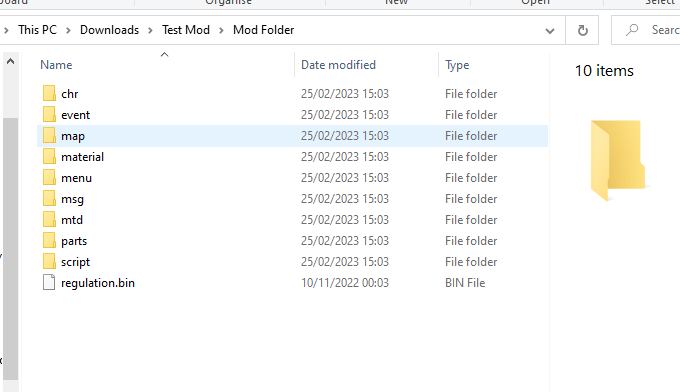 Organise New Open Select
This PC > Downloads > Test Mod > Mod Folder Search
Name Date modified Type 10 items
chr 25/02/2023 15:03 File folder
event 25/02/2023 15:03 File folder
map 25/02/2023 15:03 File folder
material 25/02/2023 15:03 File folder
menu 25/02/2023 15:03 File folder
msg 25/02/2023 15:03 File folder
mtd 25/02/2023 15:03 File folder
parts 25/02/2023 15:03 File folder
script 25/02/2023 15:03 File folder
regulation.bin 10/11/2022 00:03 BIN File